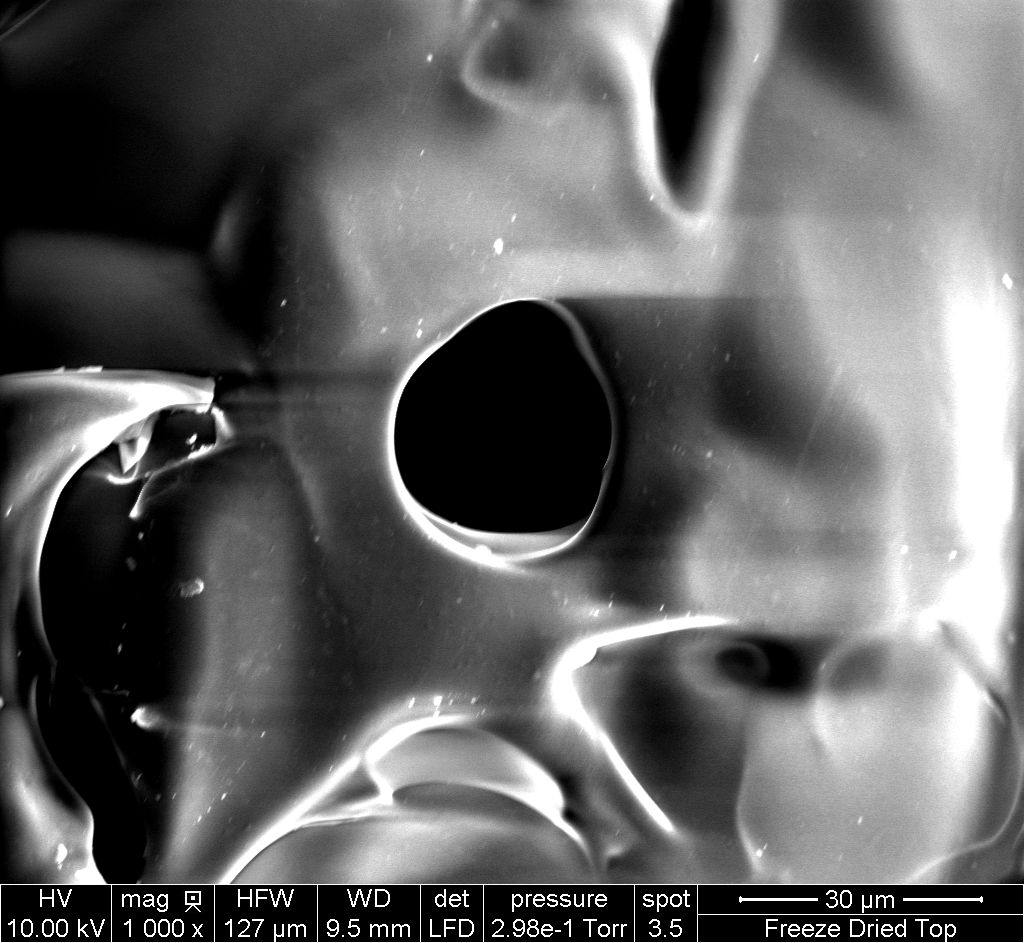 HV mag HFW WD det pressure spot 30 µm
10.00 kV 1 000 x 127 µm 9.5 mm LFD 2.98e-1 Torr 3.5 Freeze Dried Top